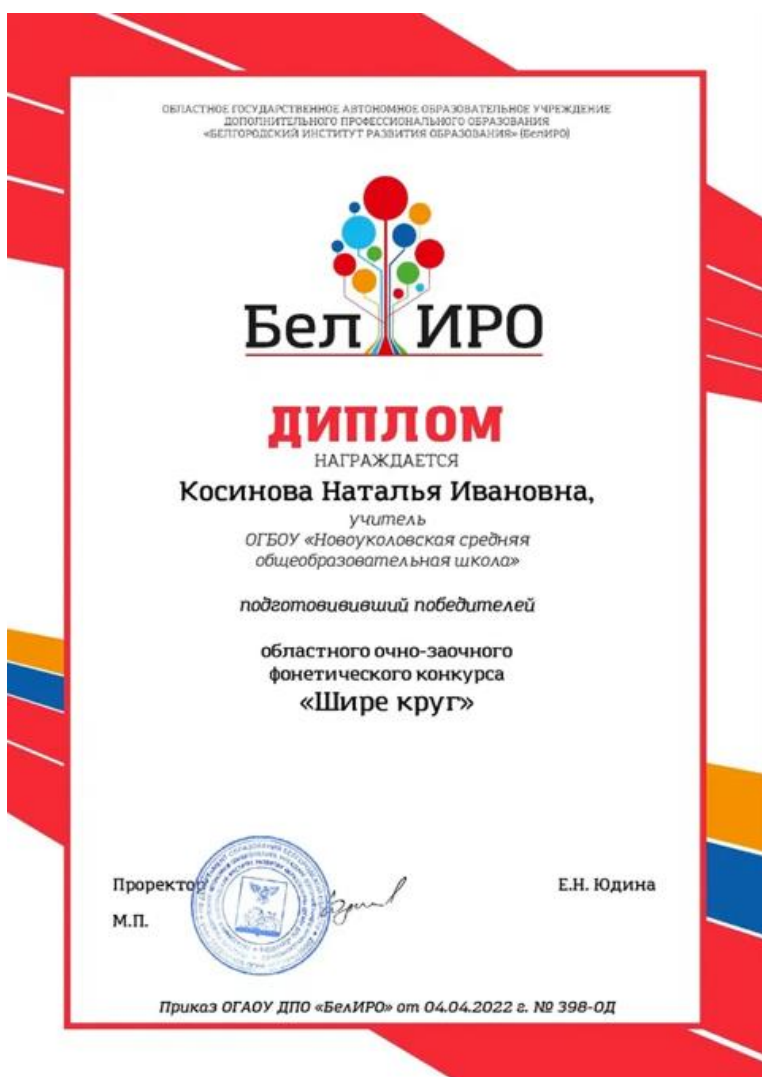 ОБЛАСТНОЕ ГОСУДАРСТВЕННОЕ АВТОНОМНОЕ ОБРАЗОВАТЕЛЬНОЕ УЧРЕЖДЕНИЕ
ДОПОЛНИТЕЛЬНОГО ПРОФЕССИОНАЛЬНОГО ОБРАЗОВАНИЯ
«БЕЛГОРОДСКИЙ ИНСТИТУТ РАЗВИТИЯ ОБРАЗОВАНИЯ» (БелИРО)
Бел ИРО
ДИПЛОМ
НАГРАЖДАЕТСЯ
Косинова Наталья Ивановна,
учитель
ОГБОУ «Новоуколовская средняя
общеобразовательная школа»
подготовививший победителей
областного очно-заочного
фонетического конкурса
«Шире круг»
Проректор
Е.Н. Юдина
М.П.
Приказ ОГАОУ ДПО «БелИРО» от 04.04.2022 г. № 398-ОД